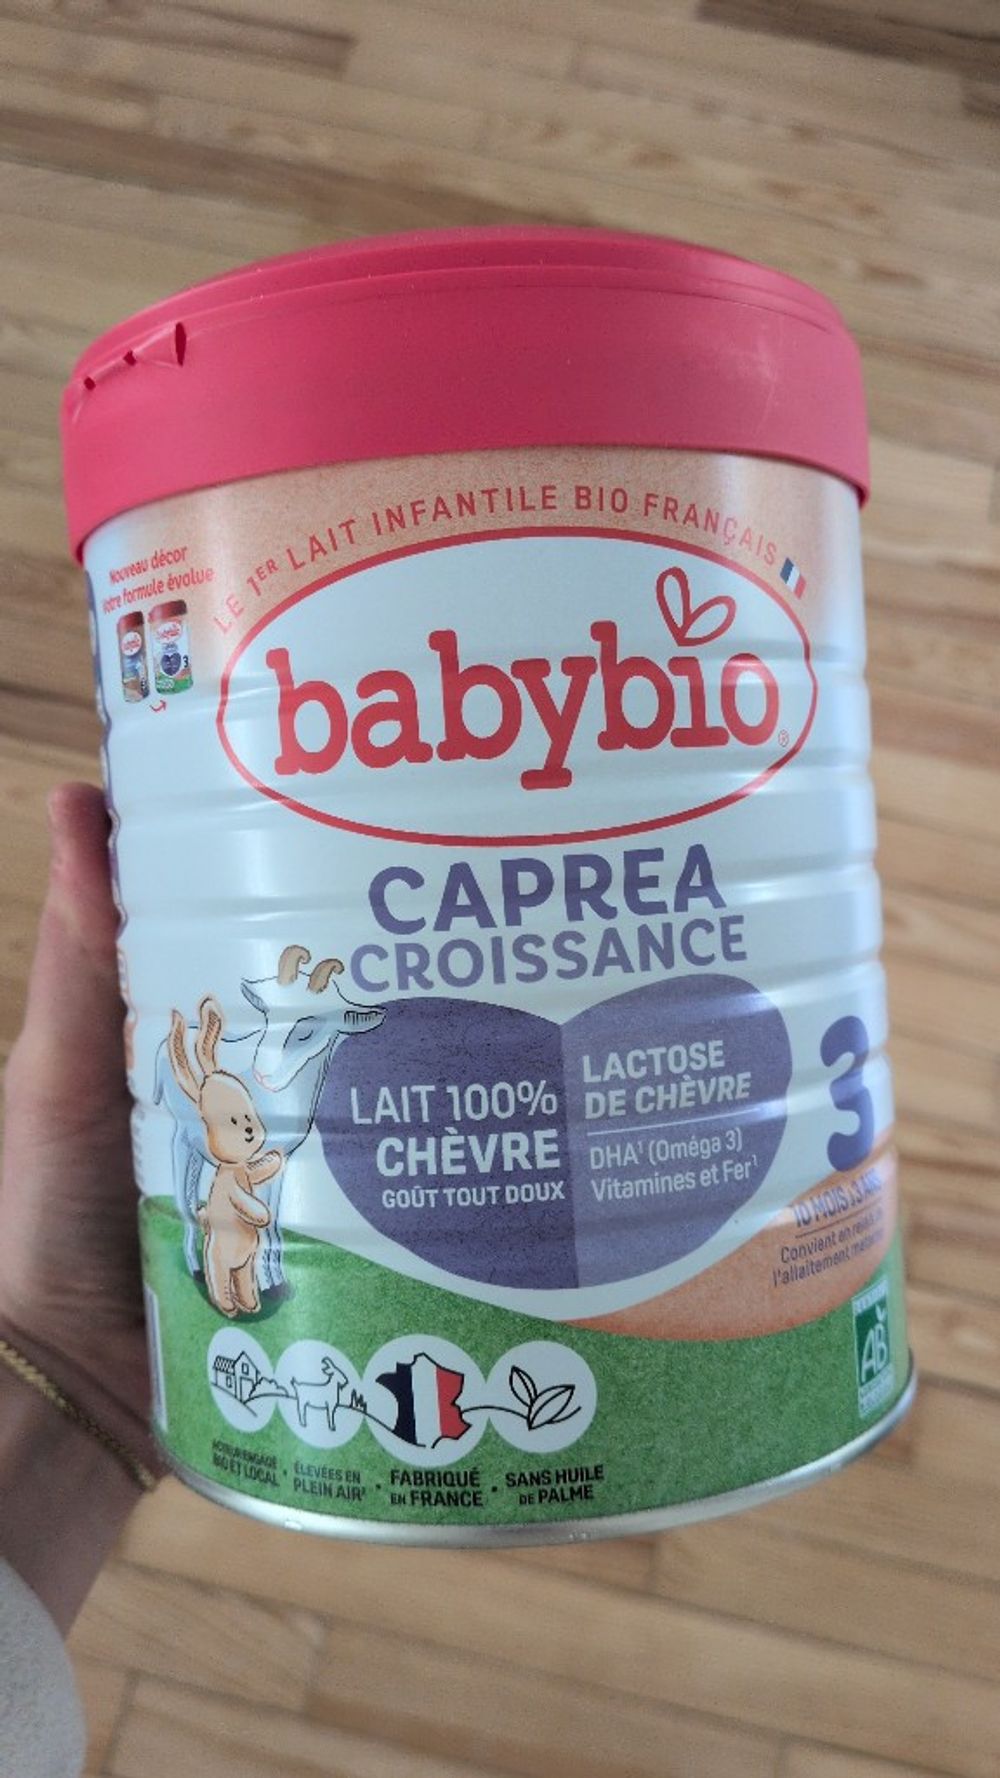 LE 1ER LAIT INFANTILE BIO FRANÇAIS
Nouveau décor
Votre formule évolue
babybio®
CAPREA
CROISSANCE
LAIT 100%
CHÈVRE
GOÛT TOUT DOUX
LACTOSE
DE CHÈVRE
DHA¹ (Oméga 3)
Vitamines et Fer¹
3
10 MOIS
Convient en
l'allaitement
AB
BIO ET LOCAL
•
ÉLEVÉES EN
PLEIN AIR²
•
FABRIQUÉ
EN FRANCE
•
SANS HUILE
DE PALME